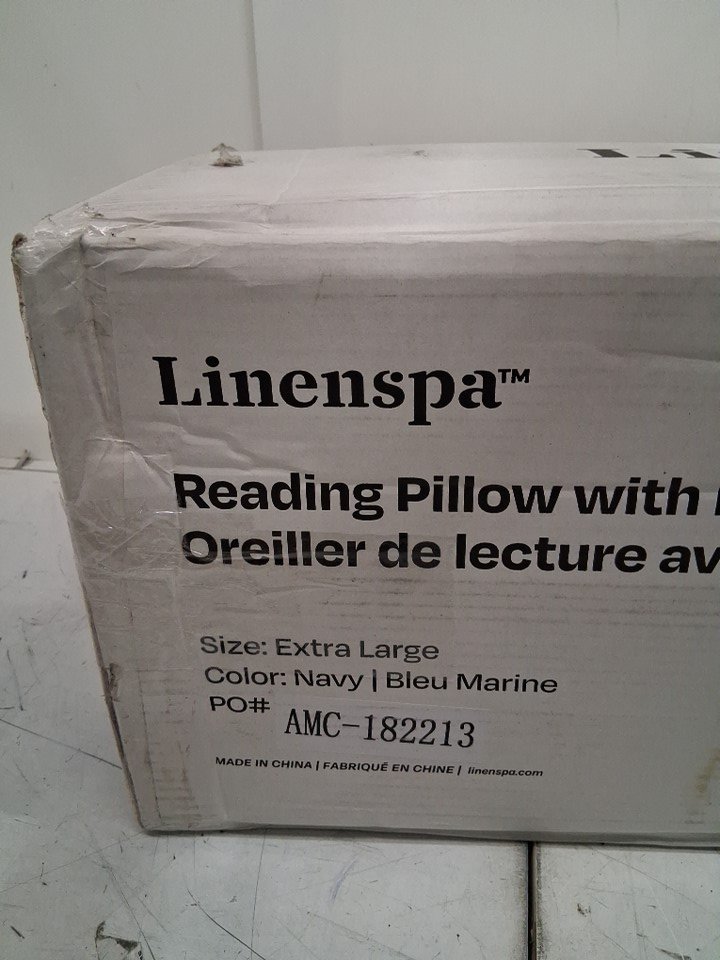 Linenspa™
Reading Pillow with
Oreiller de lecture
Size: Extra Large
Color: Navy | Bleu Marine
PO# AMC-182213
MADE IN CHINA | FABRIQUÉ EN CHINE | linenspa.com